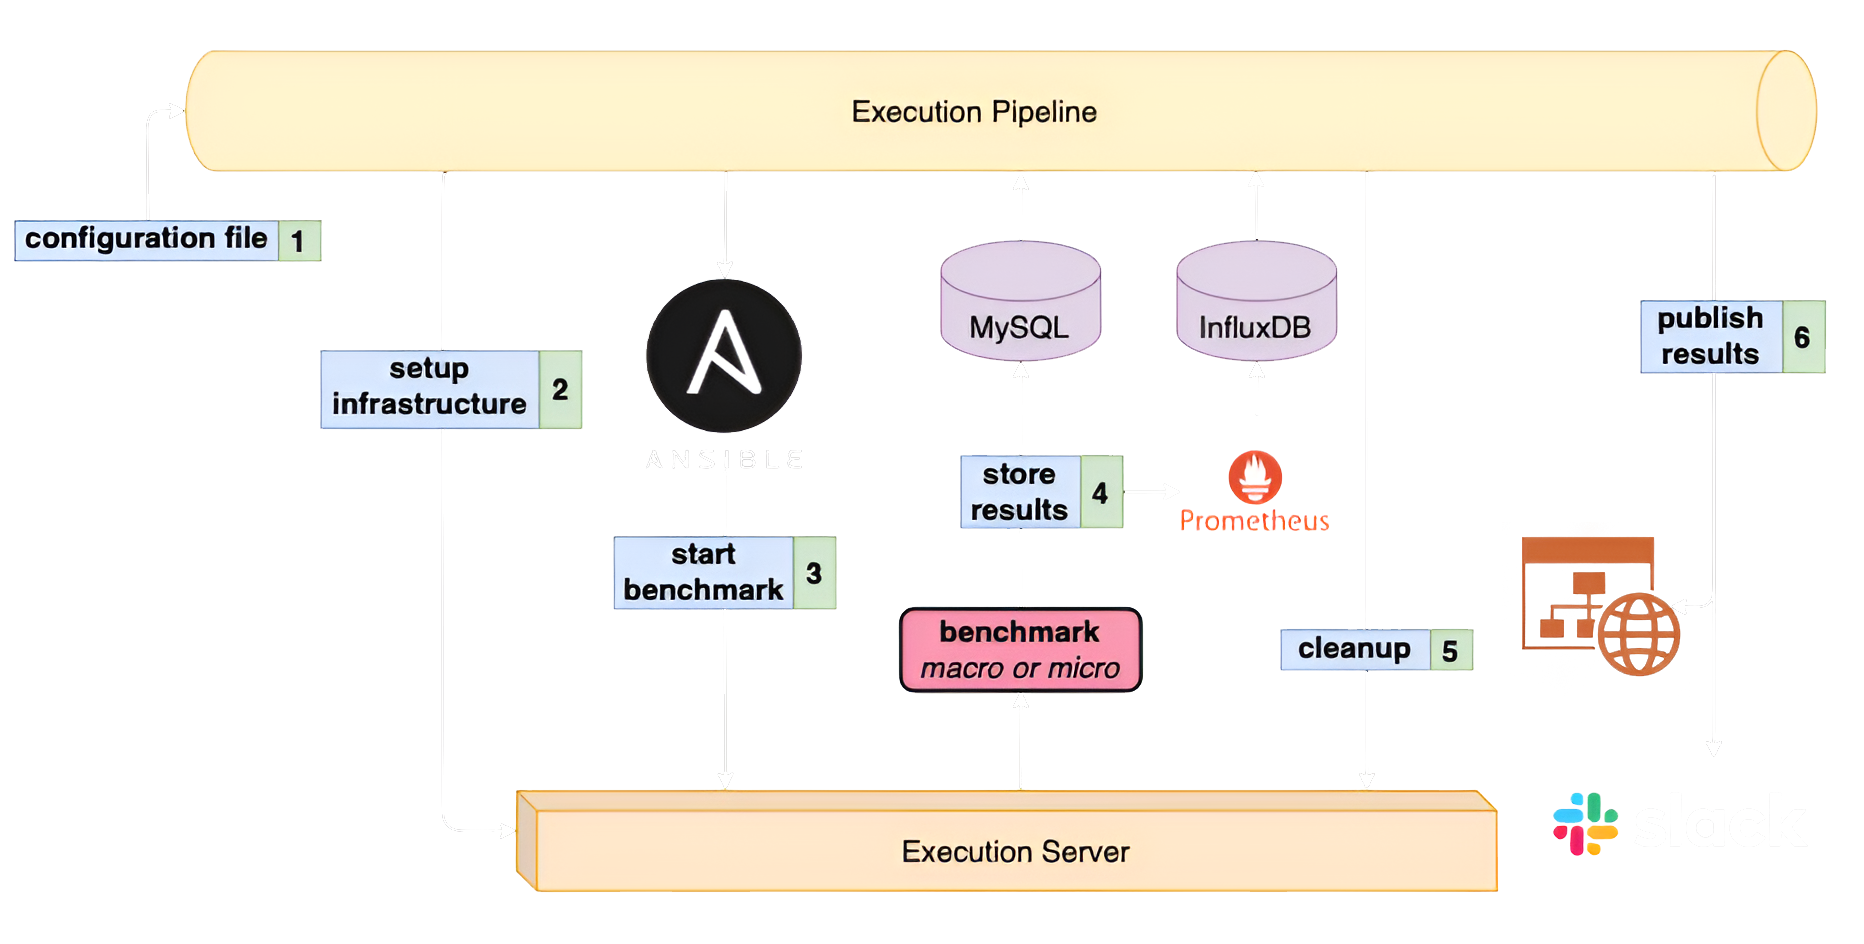 Execution Pipeline
configuration file 1
setup
infrastructure
2
ANSIBLE
start
benchmark
3
MySQL
InfluxDB
store
results
4
Prometheus
benchmark
macro or micro
cleanup 5
publish
results
6
Execution Server
slack